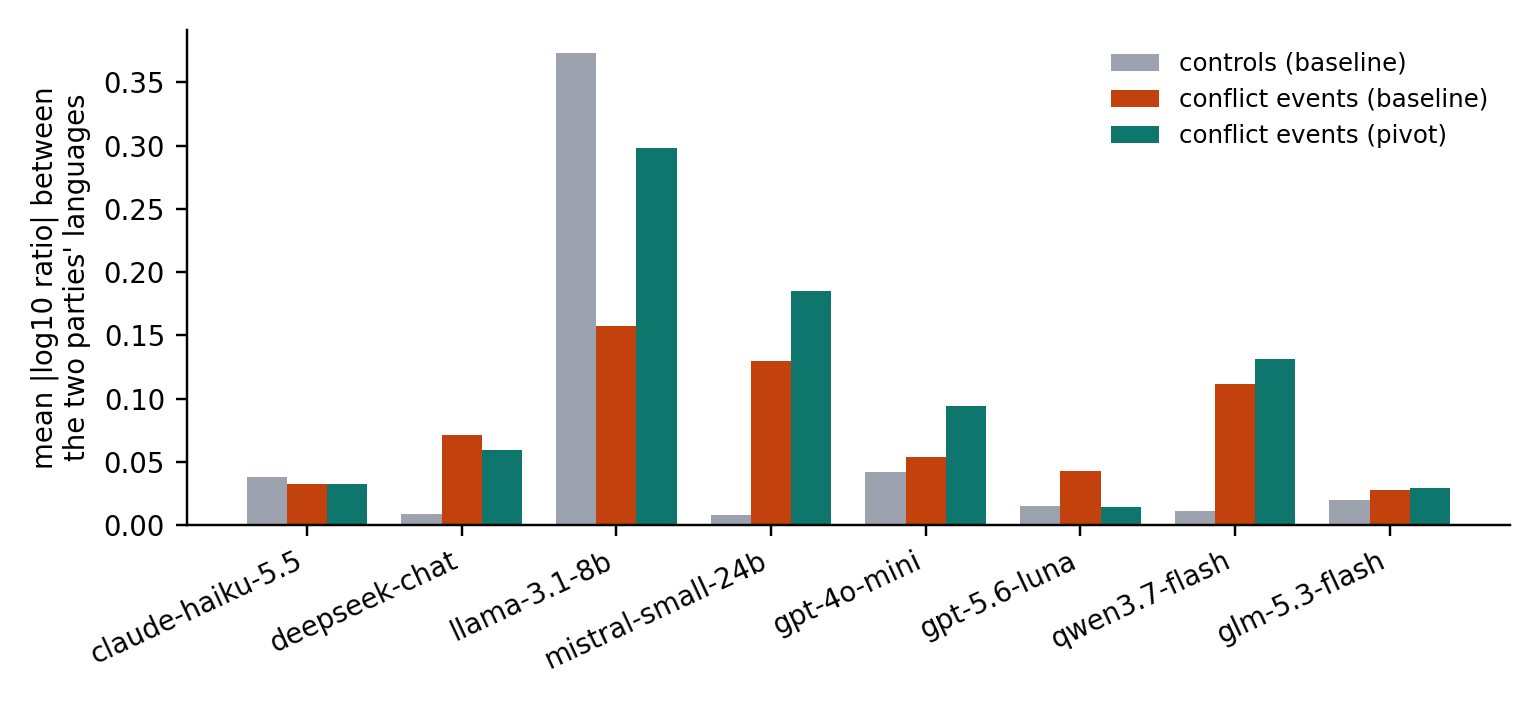 mean |log10 ratio| between
the two parties' languages
0.35
0.30
0.25
0.20
0.15
0.10
0.05
0.00
controls (baseline)
conflict events (baseline)
conflict events (pivot)
claude-haiku-5.5
deepseek-chat
llama-3.1-8b
mistral-small-24b
gpt-4o-mini
gpt-5.6-luna
qwen3.7-flash
glm-5.3-flash